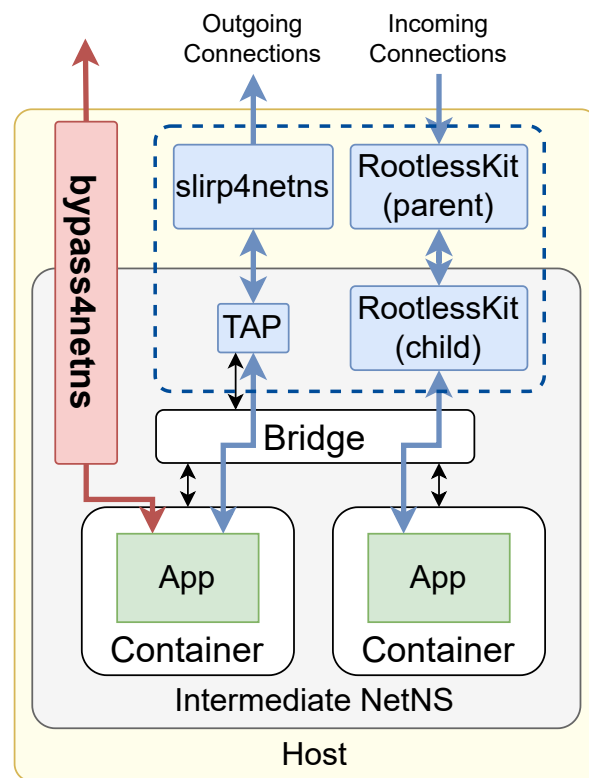 Outgoing
Connections
Incoming
Connections
bypass4netns
slirp4netns
RootlessKit
(parent)
TAP
RootlessKit
(child)
Bridge
App
Container
App
Container
Intermediate NetNS
Host